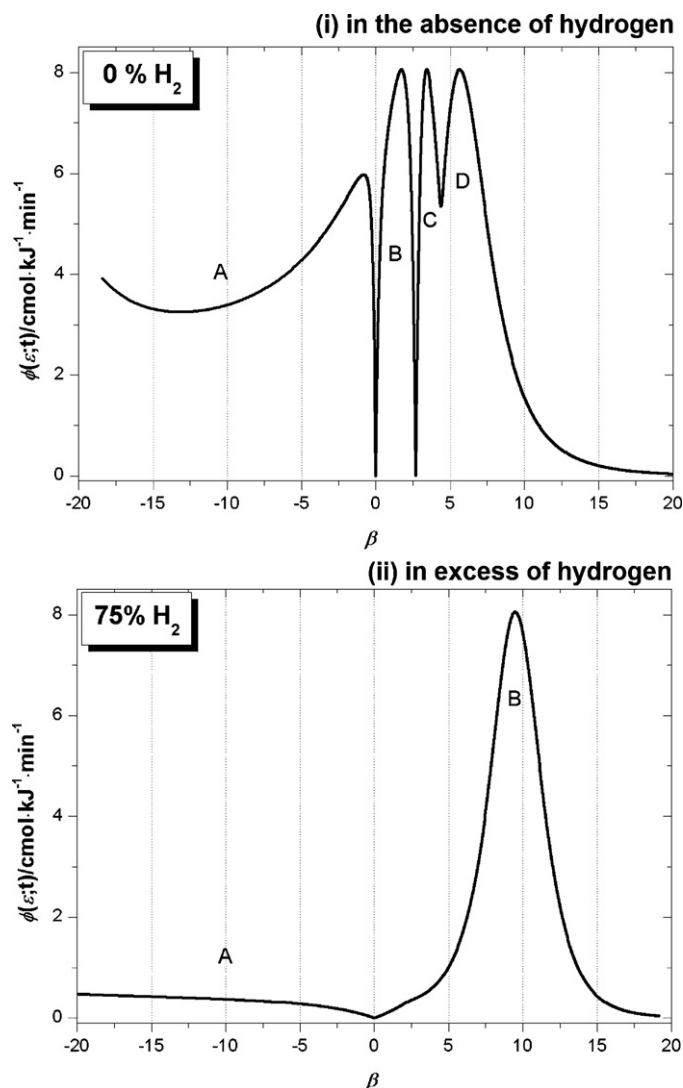 (i) in the absence of hydrogen
0 % H₂
ϕ(ε;t)/cmol·kJ⁻¹·min⁻¹
8
6
4
2
0
A
B
C
D
-20 -15 -10 -5 0 5 10 15 20
β
(ii) in excess of hydrogen
75% H₂
ϕ(ε;t)/cmol·kJ⁻¹·min⁻¹
8
6
4
2
0
A
B
-20 -15 -10 -5 0 5 10 15 20
β